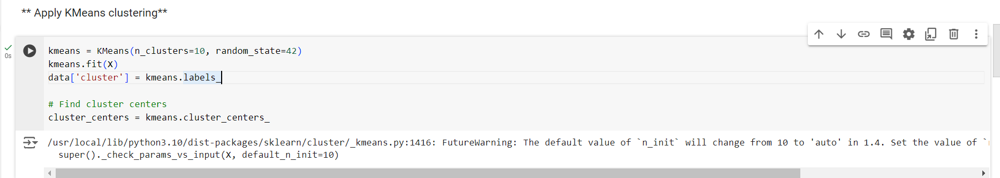 ** Apply KMeans clustering**
0s
kmeans = KMeans(n_clusters=10, random_state=42)
kmeans.fit(X)
data['cluster'] = kmeans.labels_
# Find cluster centers
cluster_centers = kmeans.cluster_centers_
/usr/local/lib/python3.10/dist-packages/sklearn/cluster/_kmeans.py:1416: FutureWarning: The default value of `n_init` will change from 10 to 'auto' in 1.4. Set the value of `
super()._check_params_vs_input(X, default_n_init=10)